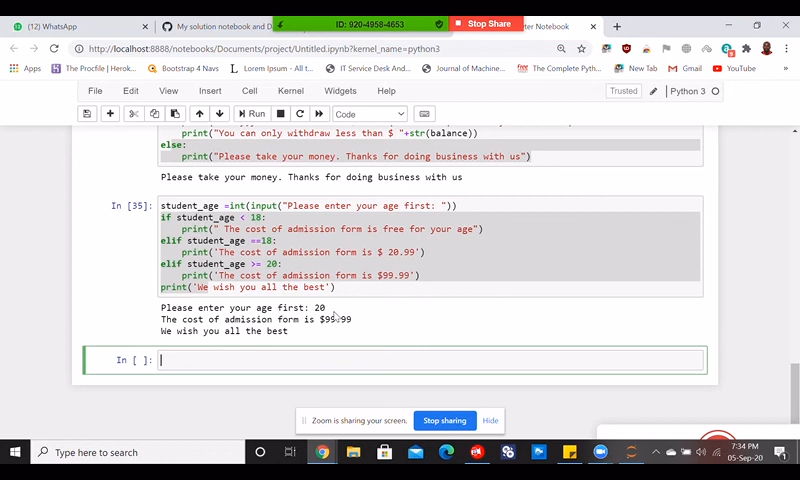 (12) WhatsApp
My solution notebook and D
ID: 920-4958-4653
Stop Share
ter Notebook
http://localhost:8888/notebooks/Documents/project/Untitled.ipynb?kernel_name=python3
Apps
The Procfile | Herok...
Bootstrap 4 Navs
Lorem Ipsum - All t...
IT Service Desk And...
Journal of Machine...
The Complete Pyth...
New Tab
Gmail
YouTube
File Edit View Insert Cell Kernel Widgets Help
Trusted
Python 3
Run
Code
print("You can only withdraw less than $ "+str(balance))
else:
print("Please take your money. Thanks for doing business with us")
Please take your money. Thanks for doing business with us
In [35]:
student_age =int(input("Please enter your age first: "))
if student_age < 18:
print(" The cost of admission form is free for your age")
elif student_age ==18:
print('The cost of admission form is $ 20.99')
elif student_age >= 20:
print('The cost of admission form is $99.99')
print('We wish you all the best')
Please enter your age first: 20
The cost of admission form is $99.99
We wish you all the best
In [ ]:
Zoom is sharing your screen.
Stop sharing
Hide
Type here to search
7:34 PM
05-Sep-20